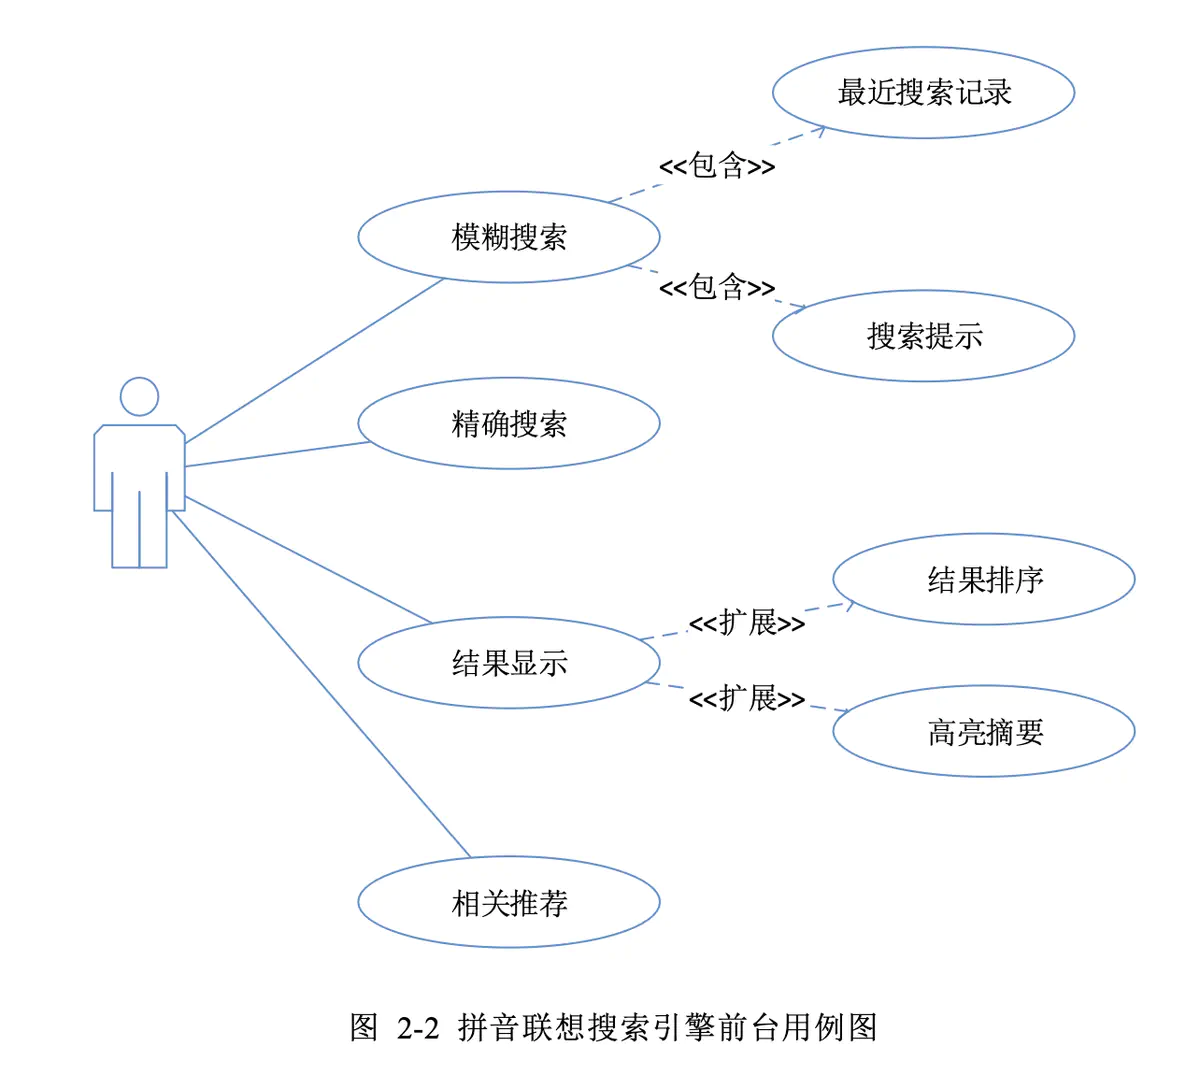 最近搜索记录
<<包含>>
模糊搜索
<<包含>>
搜索提示
精确搜索
结果排序
<<扩展>>
结果显示
<<扩展>>
高亮摘要
相关推荐
图 2-2 拼音联想搜索引擎前台用例图